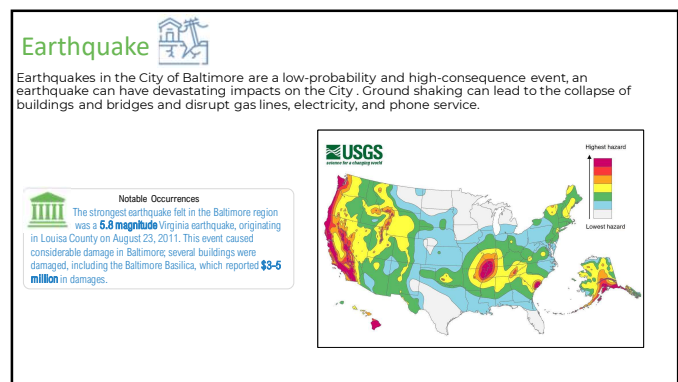 Earthquake
Earthquakes in the City of Baltimore are a low-probability and high-consequence event, an
earthquake can have devastating impacts on the City . Ground shaking can lead to the collapse of
buildings and bridges and disrupt gas lines, electricity, and phone service.
Notable Occurrences
The strongest earthquake felt in the Baltimore region
was a 5.8 magnitude Virginia earthquake, originating
in Louisa County on August 23, 2011. This event caused
considerable damage in Baltimore; several buildings were
damaged, including the Baltimore Basilica, which reported $3–5
million in damages.
USGS
science for a changing world
Highest hazard
Lowest hazard